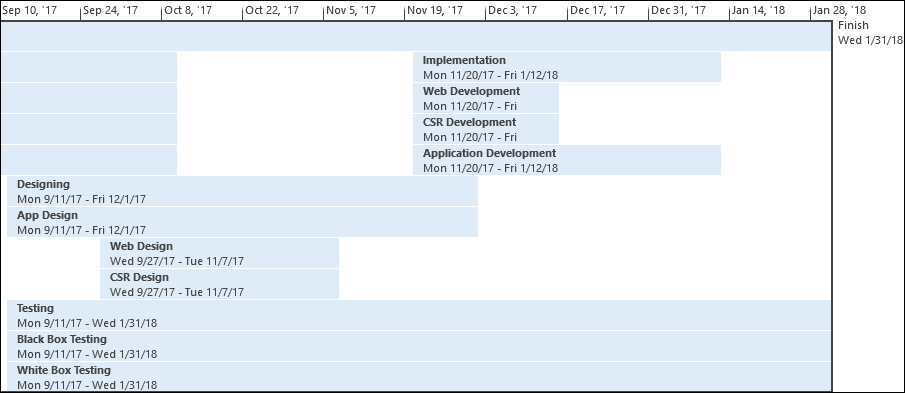 Sep 10, '17 Sep 24, '17 Oct 8, '17 Oct 22, '17 Nov 5, '17 Nov 19, '17 Dec 3, '17 Dec 17, '17 Dec 31, '17 Jan 14, '18 Jan 28, '18
Finish
Wed 1/31/18
Implementation
Mon 11/20/17 - Fri 1/12/18
Web Development
Mon 11/20/17 - Fri
CSR Development
Mon 11/20/17 - Fri
Application Development
Mon 11/20/17 - Fri 1/12/18
Designing
Mon 9/11/17 - Fri 12/1/17
App Design
Mon 9/11/17 - Fri 12/1/17
Web Design
Wed 9/27/17 - Tue 11/7/17
CSR Design
Wed 9/27/17 - Tue 11/7/17
Testing
Mon 9/11/17 - Wed 1/31/18
Black Box Testing
Mon 9/11/17 - Wed 1/31/18
White Box Testing
Mon 9/11/17 - Wed 1/31/18